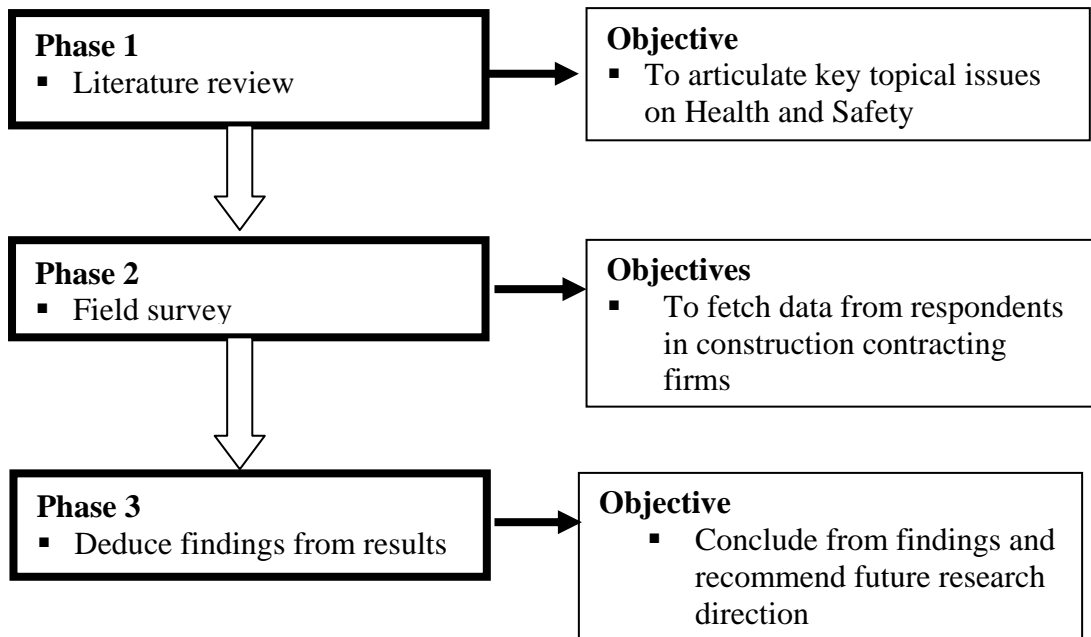 Phase 1
▪ Literature review
Objective
▪ To articulate key topical issues
on Health and Safety
Phase 2
▪ Field survey
Objectives
▪ To fetch data from respondents
in construction contracting
firms
Phase 3
▪ Deduce findings from results
Objective
▪ Conclude from findings and
recommend future research
direction